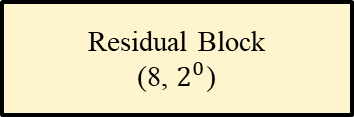 Residual Block
(8, 2⁰)